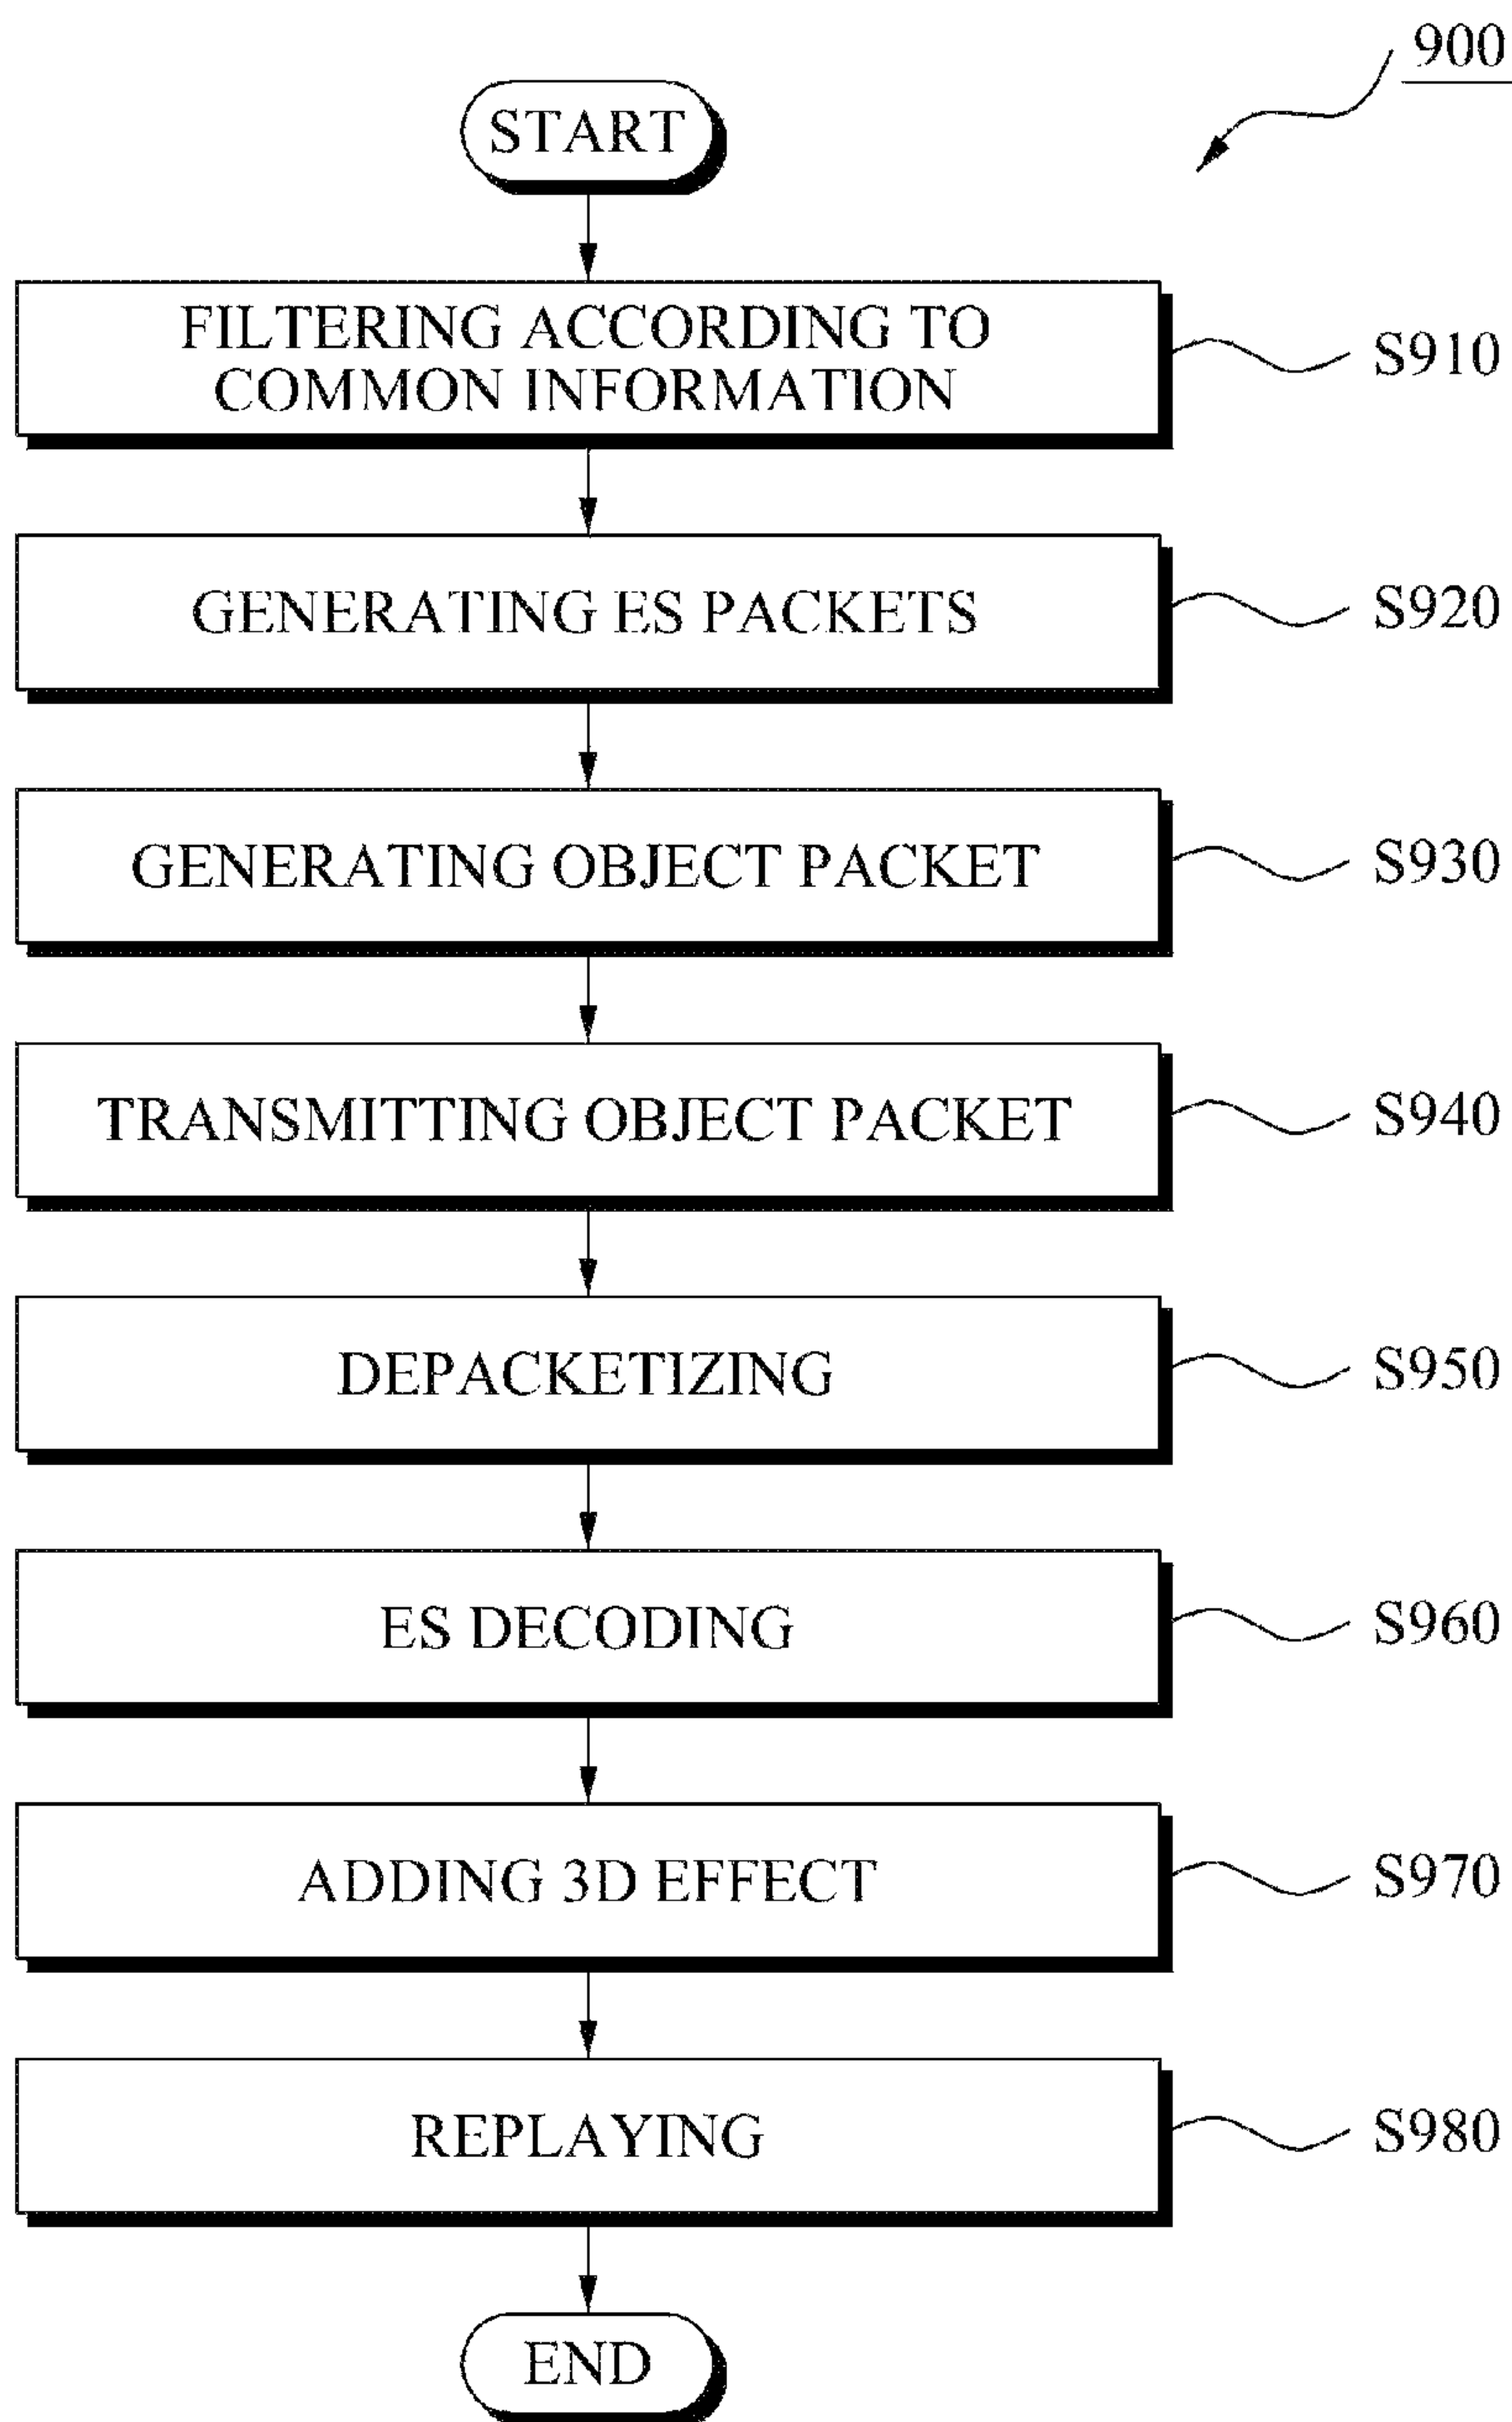 900
START
FILTERING ACCORDING TO
COMMON INFORMATION
S910
GENERATING ES PACKETS
S920
GENERATING OBJECT PACKET
S930
TRANSMITTING OBJECT PACKET
S940
DEPACKETIZING
S950
ES DECODING
S960
ADDING 3D EFFECT
S970
REPLAYING
S980
END